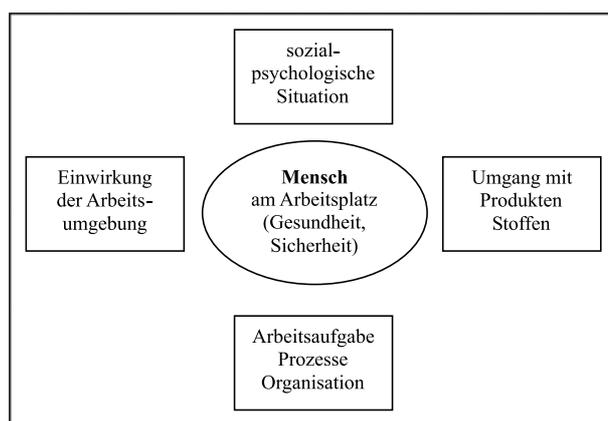 sozial-
psychologische
Situation
Einwirkung
der Arbeits-
umgebung
Mensch
am Arbeitsplatz
(Gesundheit,
Sicherheit)
Umgang mit
Produkten
Stoffen
Arbeitsaufgabe
Prozesse
Organisation